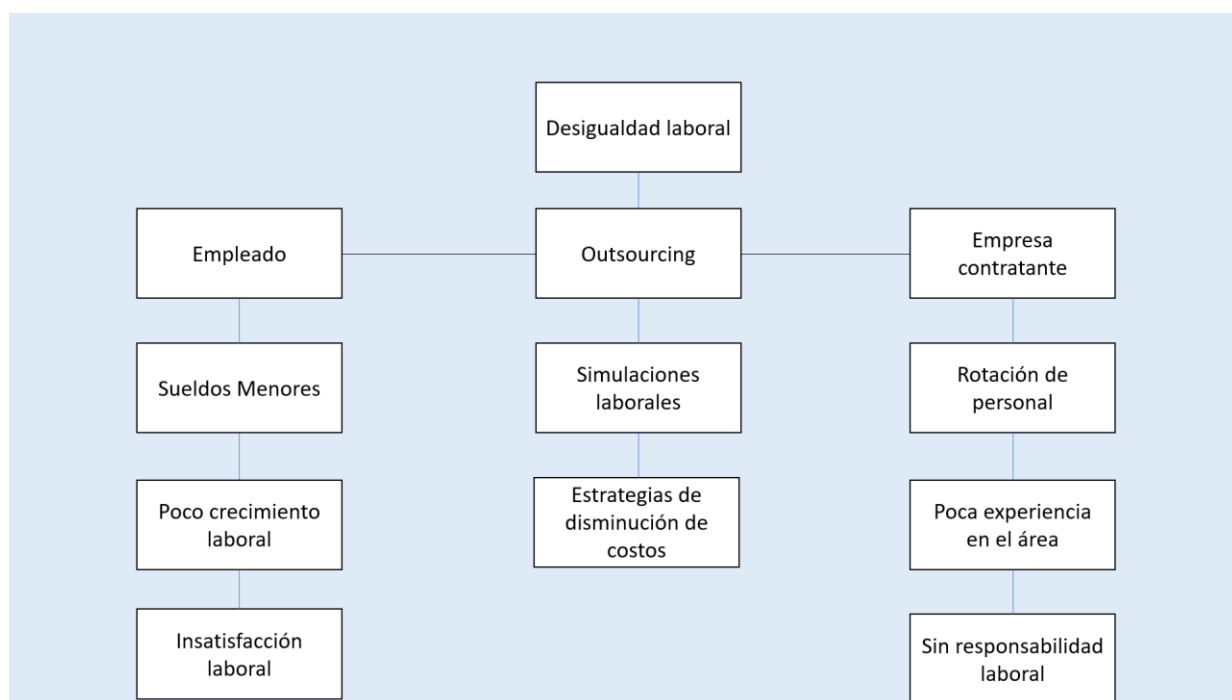 Desigualdad laboral
Empleado
Outsourcing
Empresa
contratante
Sueldos Menores
Simulaciones
laborales
Rotación de
personal
Poco crecimiento
laboral
Estrategias de
disminución de
costos
Poca experiencia
en el área
Insatisfacción
laboral
Sin responsabilidad
laboral